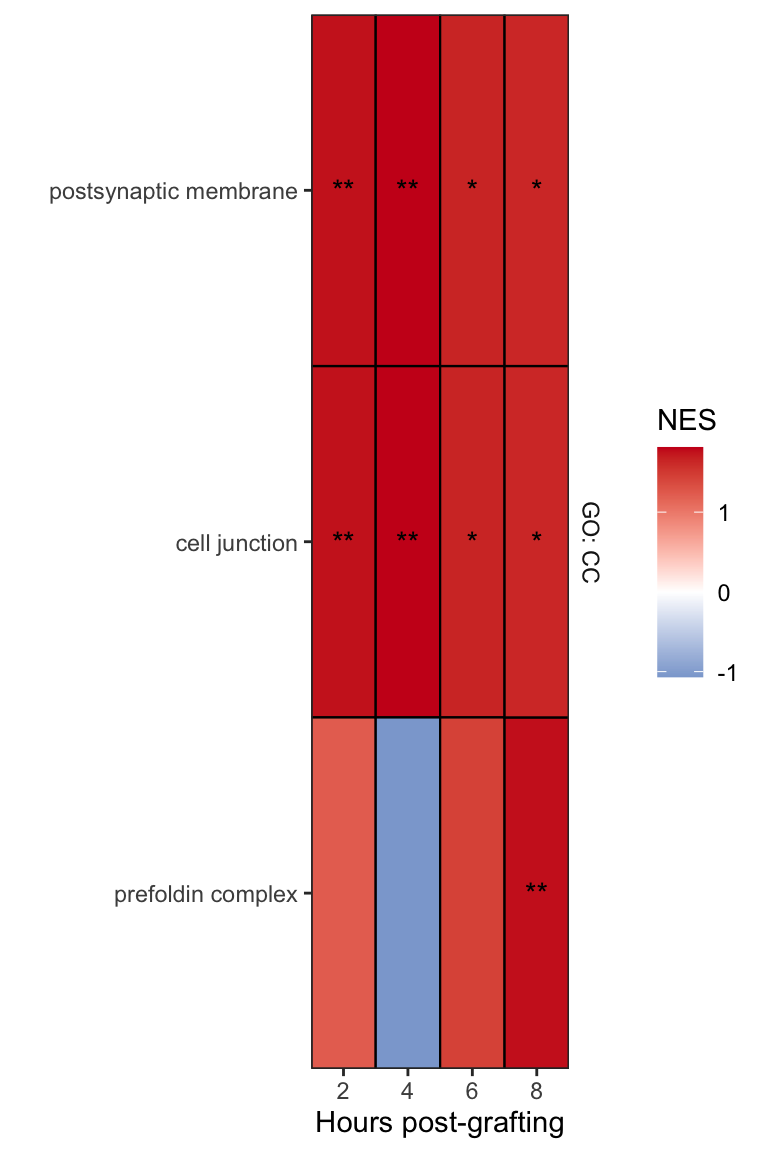 postsynaptic membrane
** ** * *
cell junction
** ** * *
prefoldin complex
**
2 4 6 8
Hours post-grafting
GO: CC
NES
1
0
-1